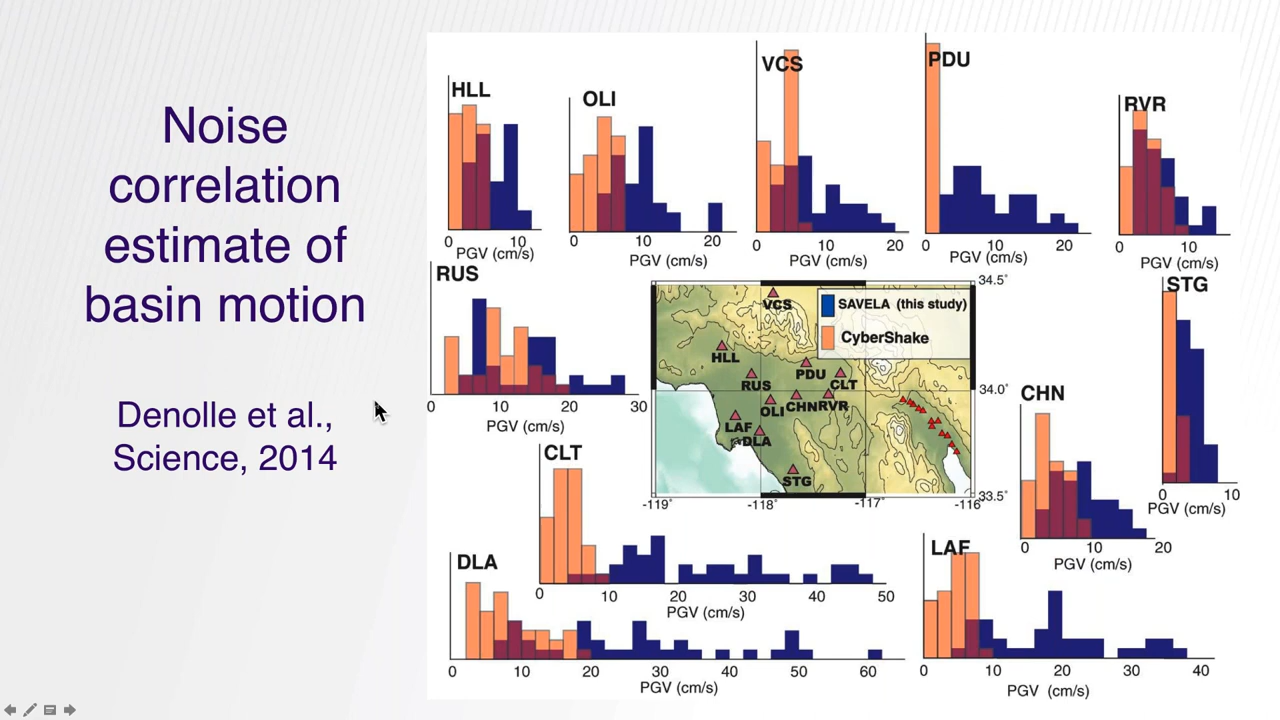 Noise
correlation
estimate of
basin motion
Denolle et al.,
Science, 2014
HLL
0 10
PGV (cm/s)
OLI
0 10 20
PGV (cm/s)
VCS
0 10 20
PGV (cm/s)
PDU
0 10 20
PGV (cm/s)
RVR
0 10
PGV (cm/s)
RUS
0 10 20 30
PGV (cm/s)
SAVELA (this study)
CyberShake
VCS
HLL
RUS
PDU
CLT
OLI
CHN
RVR
LAF
DLA
STG
34.5°
34.0°
33.5°
-119° -118° -117° -116°
STG
0 10
PGV (cm/s)
CHN
0 10 20
PGV (cm/s)
CLT
0 10 20 30 40 50
PGV (cm/s)
DLA
0 10 20 30 40 50 60
PGV (cm/s)
LAF
0 10 20 30 40
PGV (cm/s)